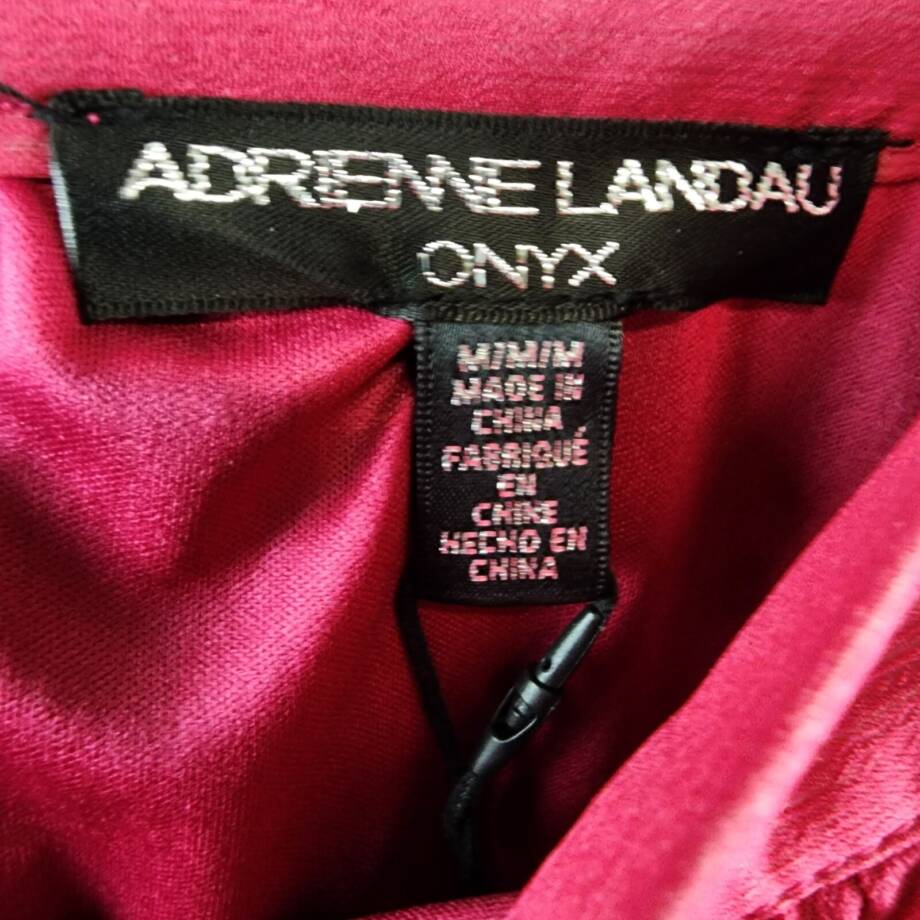 ADRIENNE LANDAU
ONYX
M/M/M
MADE IN
CHINA
FABRIQUÉ
EN
CHINE
HECHO EN
CHINA